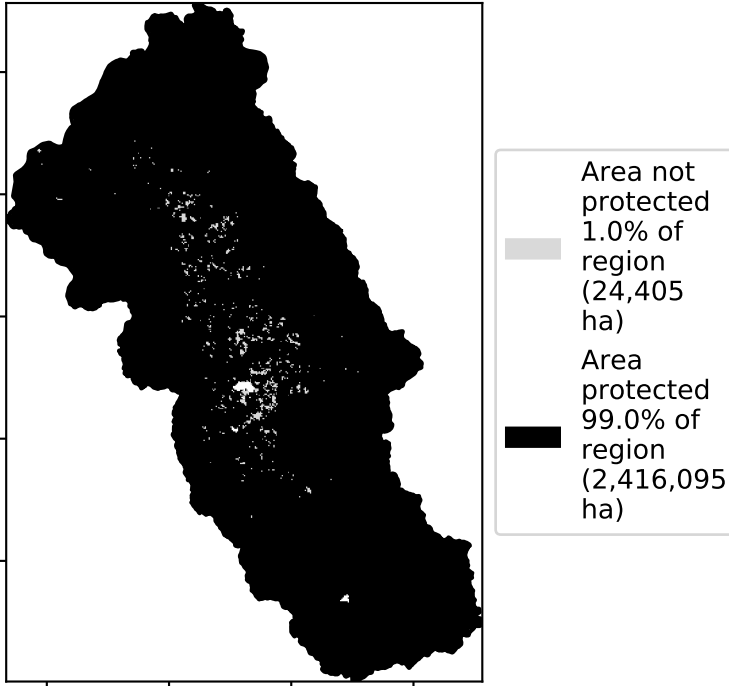 Area not
protected
1.0% of
region
(24,405
ha)
Area
protected
99.0% of
region
(2,416,095
ha)